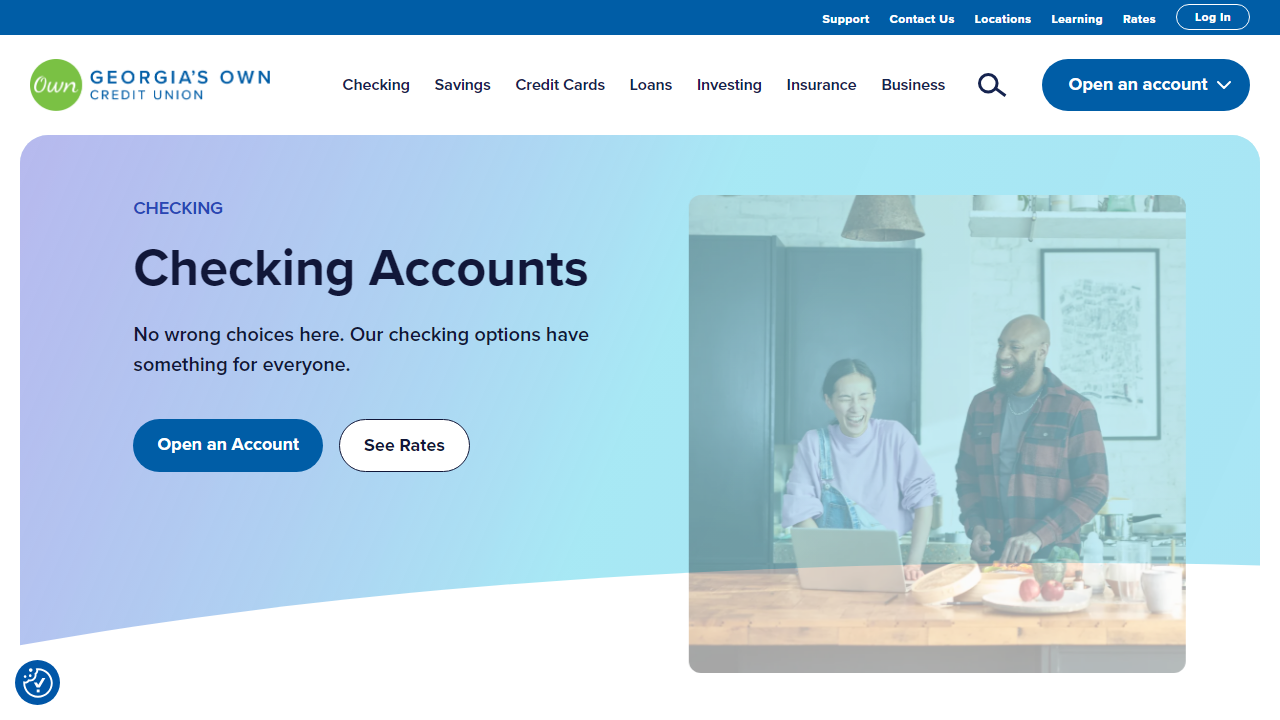 Support Contact Us Locations Learning Rates Log In
Own GEORGIA'S OWN
CREDIT UNION
Checking Savings Credit Cards Loans Investing Insurance Business Open an account
CHECKING
Checking Accounts
No wrong choices here. Our checking options have
something for everyone.
Open an Account See Rates